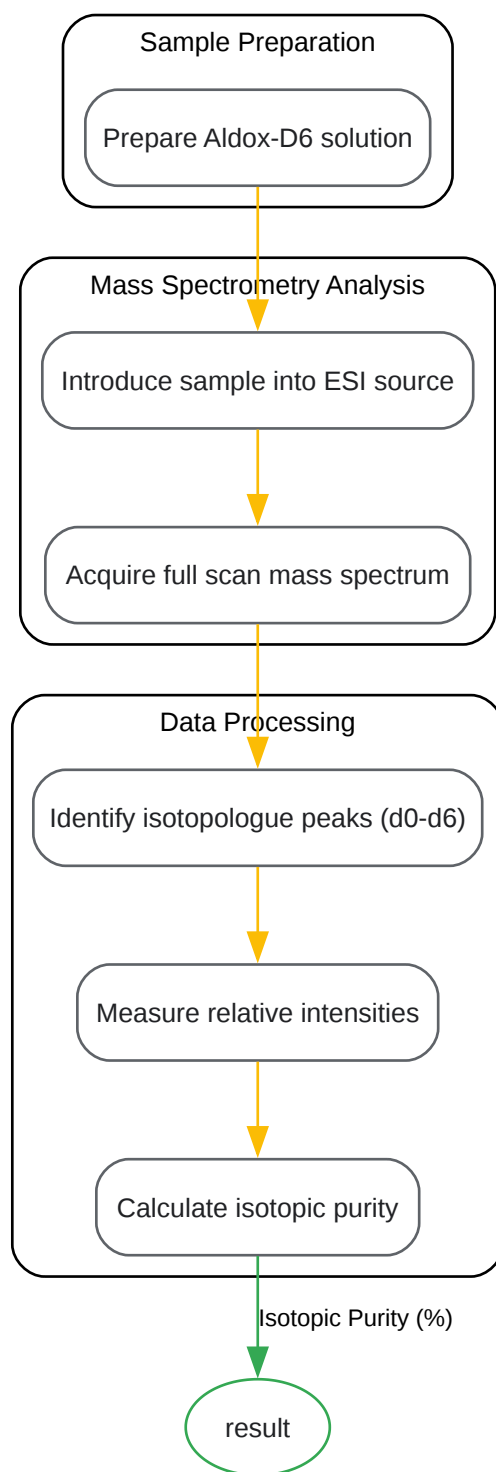 Sample Preparation
Prepare Aldox-D6 solution
Mass Spectrometry Analysis
Introduce sample into ESI source
Acquire full scan mass spectrum
Data Processing
Identify isotopologue peaks (d0-d6)
Measure relative intensities
Calculate isotopic purity
Isotopic Purity (%)
result